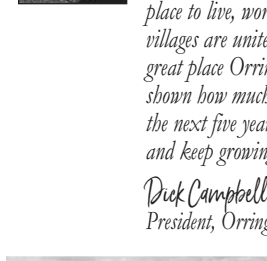 place to live, wor
villages are unite
great place Orri
shown how much
the next five yea
and keep growin
Dick Campbell
President, Orring